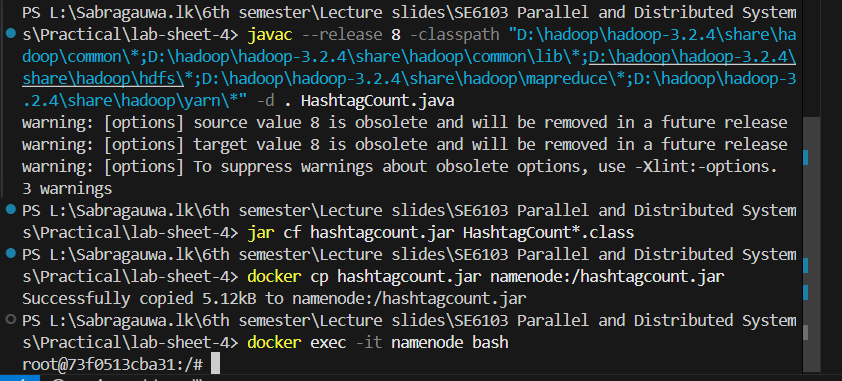 PS L:\Sabragauwa.lk\6th semester\Lecture slides\SE6103 Parallel and Distributed System
s\Practical\lab-sheet-4> javac --release 8 -classpath "D:\hadoop\hadoop-3.2.4\share\ha
doop\common\*;D:\hadoop\hadoop-3.2.4\share\hadoop\common\lib\*;D:\hadoop\hadoop-3.2.4\
share\hadoop\hdfs\*;D:\hadoop\hadoop-3.2.4\share\hadoop\mapreduce\*;D:\hadoop\hadoop-3
.2.4\share\hadoop\yarn\*" -d . HashtagCount.java
warning: [options] source value 8 is obsolete and will be removed in a future release
warning: [options] target value 8 is obsolete and will be removed in a future release
warning: [options] To suppress warnings about obsolete options, use -Xlint:-options.
3 warnings
PS L:\Sabragauwa.lk\6th semester\Lecture slides\SE6103 Parallel and Distributed System
s\Practical\lab-sheet-4> jar cf hashtagcount.jar HashtagCount*.class
PS L:\Sabragauwa.lk\6th semester\Lecture slides\SE6103 Parallel and Distributed System
s\Practical\lab-sheet-4> docker cp hashtagcount.jar namenode:/hashtagcount.jar
Successfully copied 5.12kB to namenode:/hashtagcount.jar
PS L:\Sabragauwa.lk\6th semester\Lecture slides\SE6103 Parallel and Distributed System
s\Practical\lab-sheet-4> docker exec -it namenode bash
root@73f0513cba31:/#